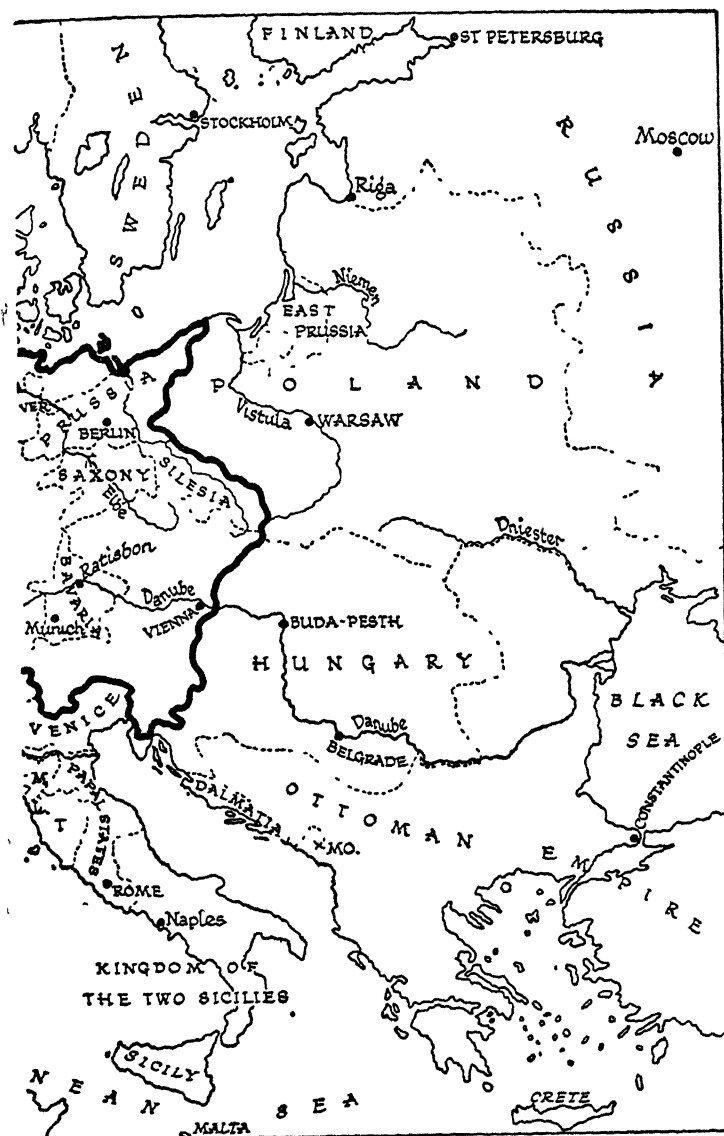 FINLAND
ST PETERSBURG
SWEDEN
STOCKHOLM
RUSSIA
Moscow
Riga
Niemen
EAST
PRUSSIA
POLAND
VER
PRUSSIA
BERLIN
Vistula
WARSAW
SAXONY
SILESIA
Elbe
Dniester
Ratisbon
BAVARIA
Danube
VIENNA
Munich
BUDA-PESTH
HUNGARY
VENICE
Danube
BELGRADE
BLACK
SEA
CONSTANTINOPLE
M
PAPAL
STATES
T
DALMATIA
OTTOMAN
EMPIRE
MO.
ROME
Naples
KINGDOM OF
THE TWO SICILIES
SICILY
NEAN SEA
MALTA
CRETE